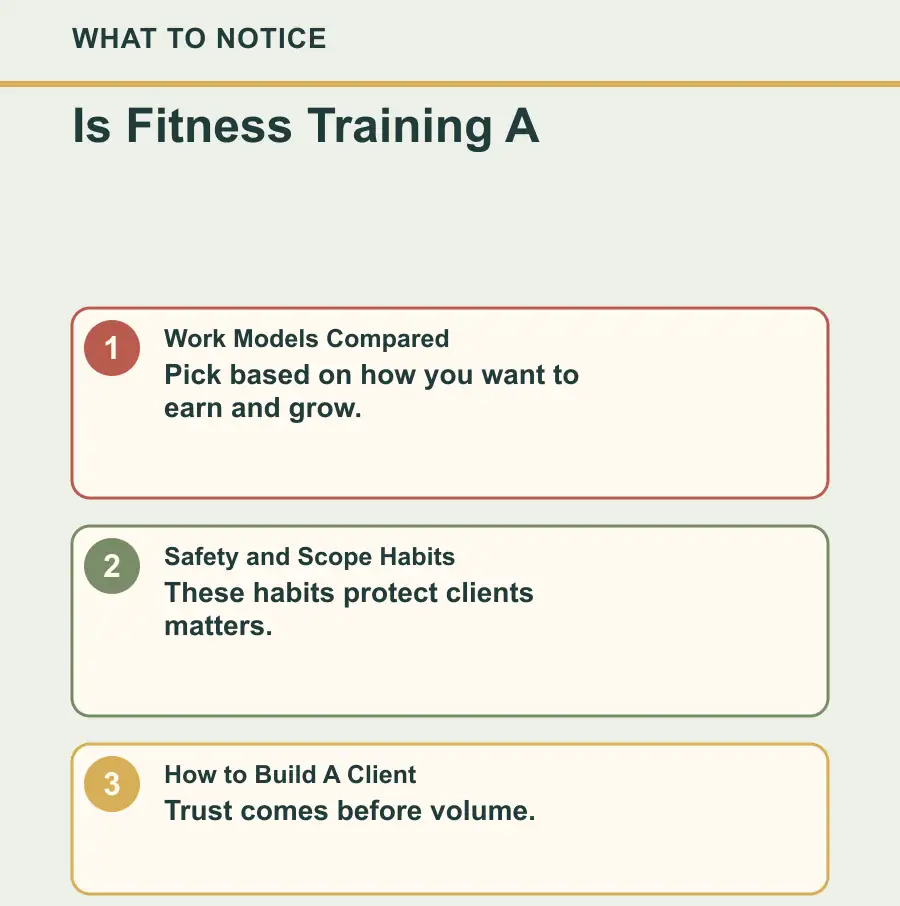 WHAT TO NOTICE
Is Fitness Training A
1
Work Models Compared
Pick based on how you want to
earn and grow.
2
Safety and Scope Habits
These habits protect clients
matters.
3
How to Build A Client
Trust comes before volume.